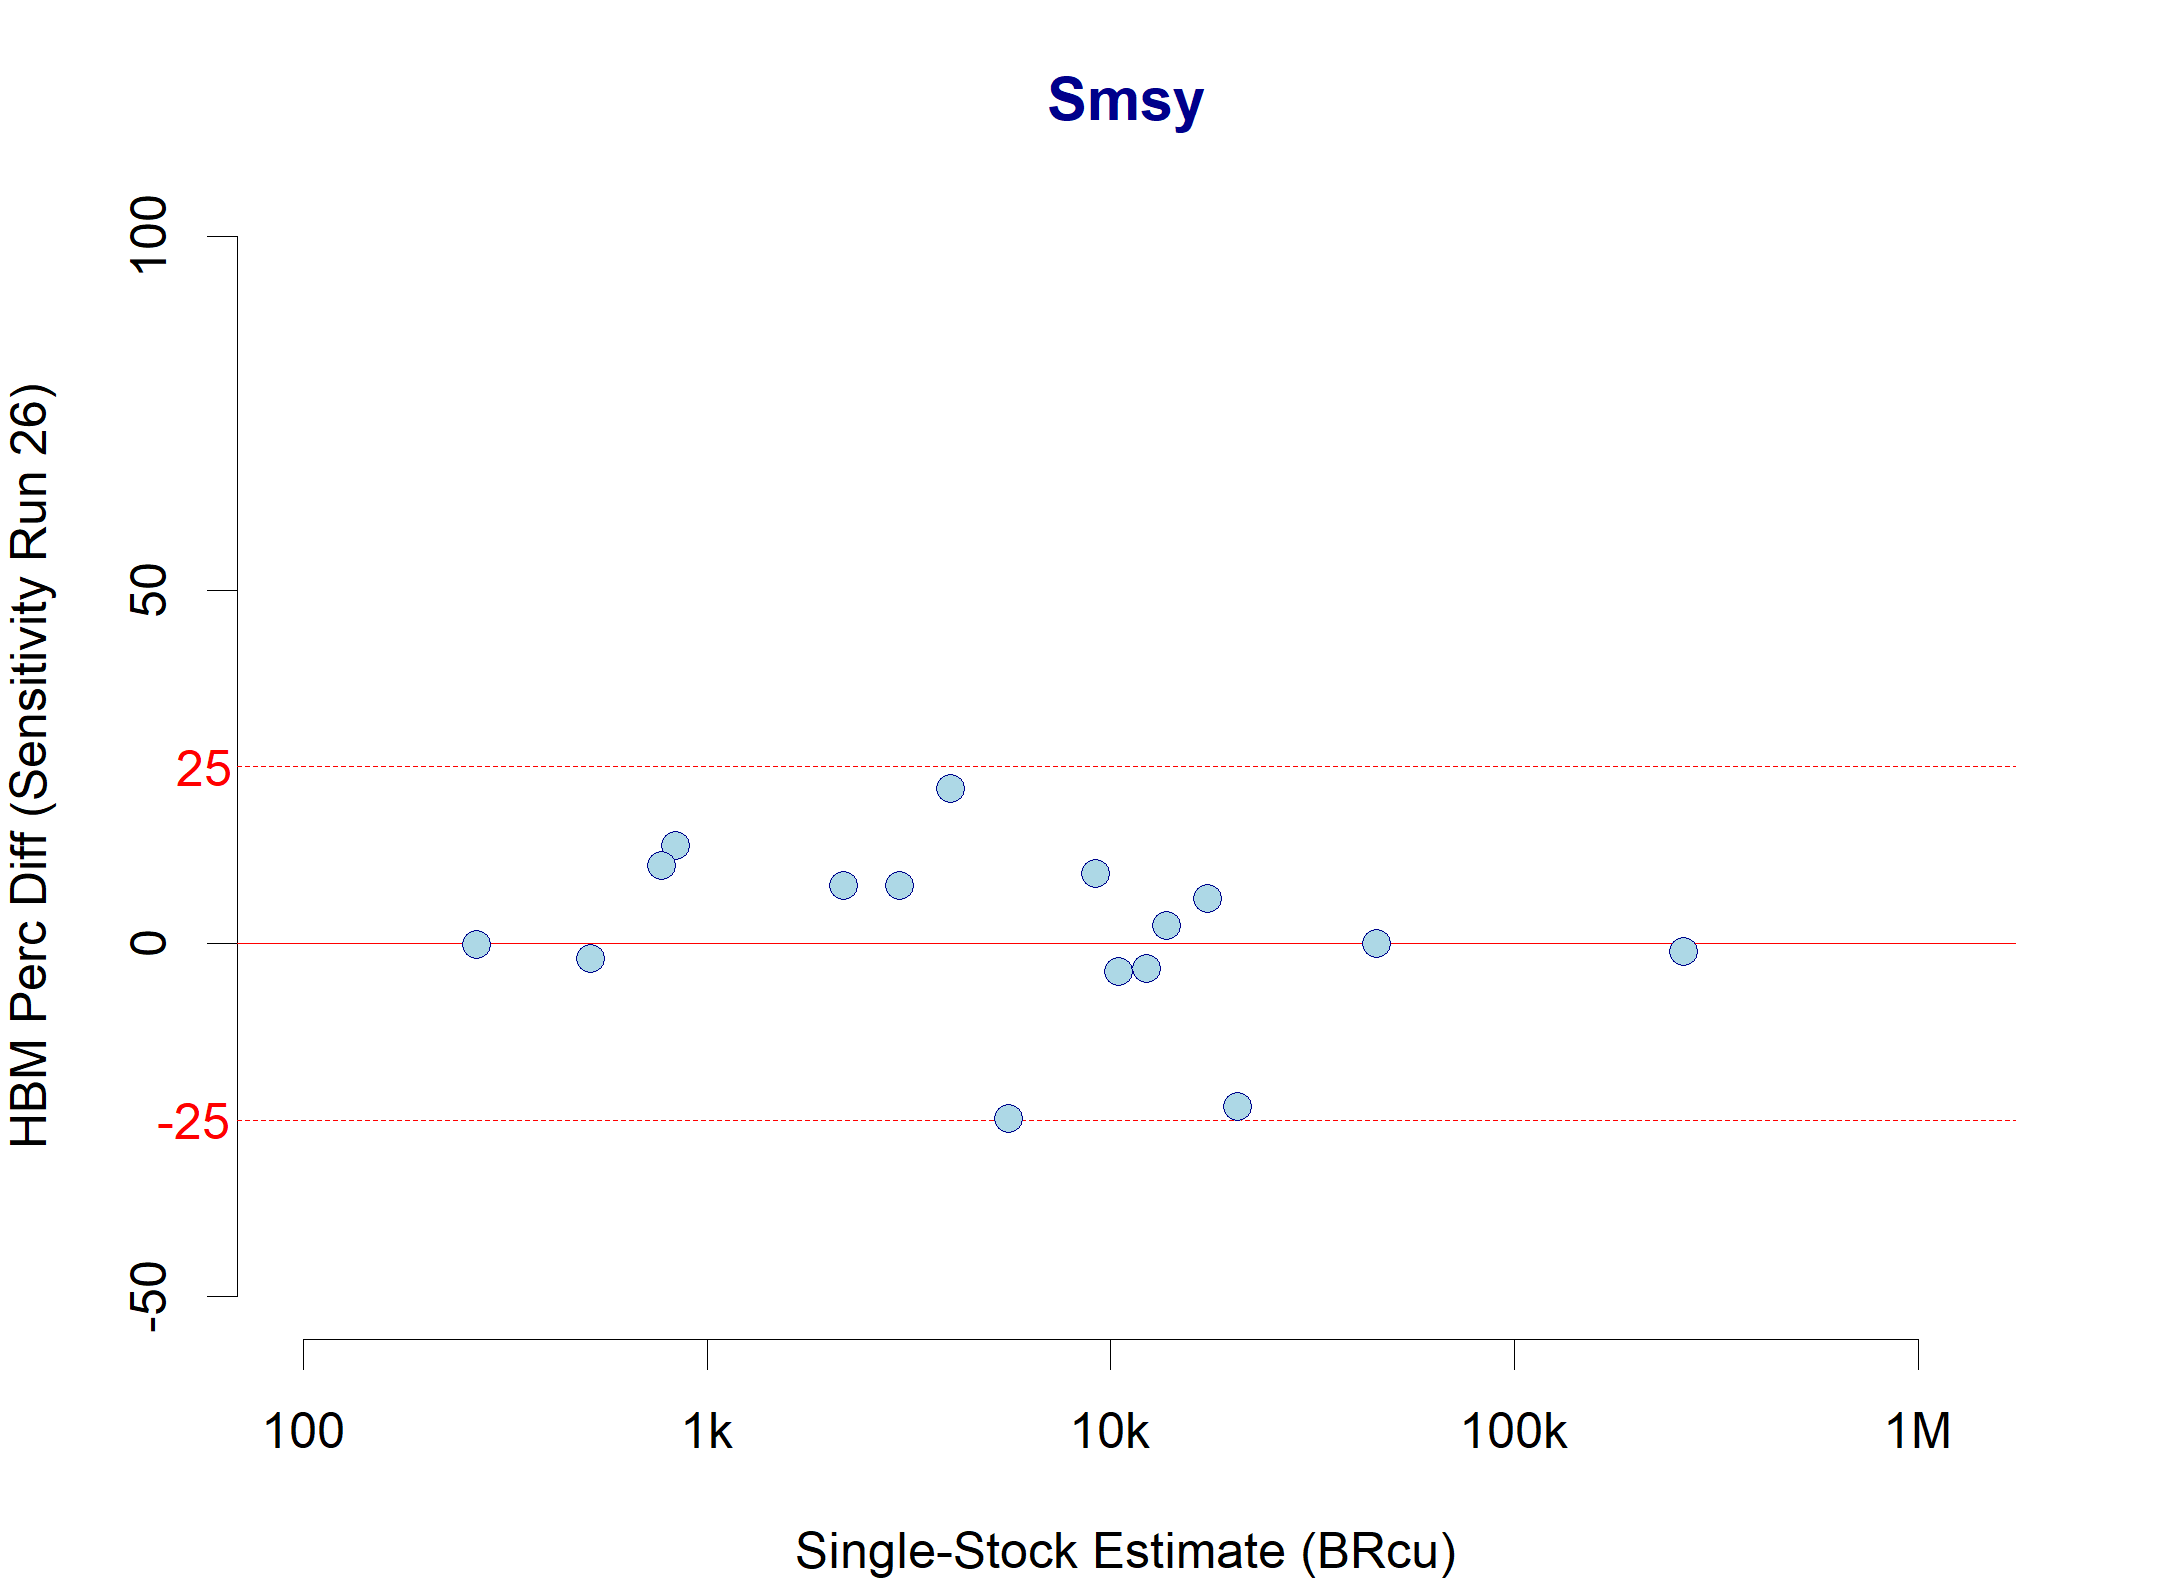 Smsy
HBM Perc Diff (Sensitivity Run 26)
100
50
25
0
-25
-50
100 1k 10k 100k 1M
Single-Stock Estimate (BRcu)